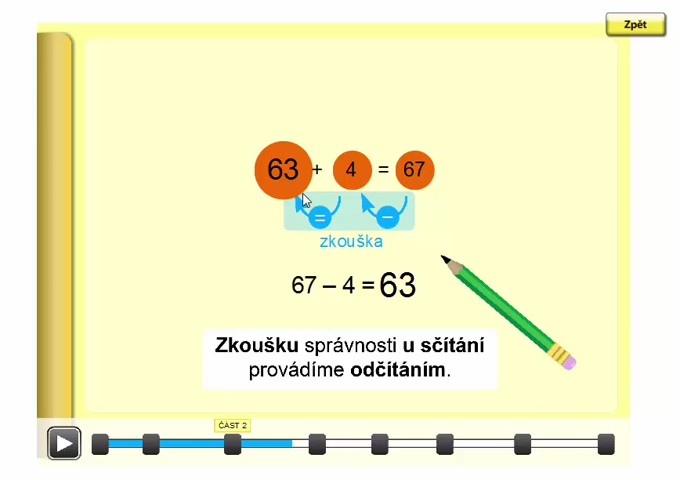 Zpět
63 + 4 = 67
= –
zkouška
67 – 4 = 63
Zkoušku správnosti u sčítání
provádíme odčítáním.
ČÁST 2